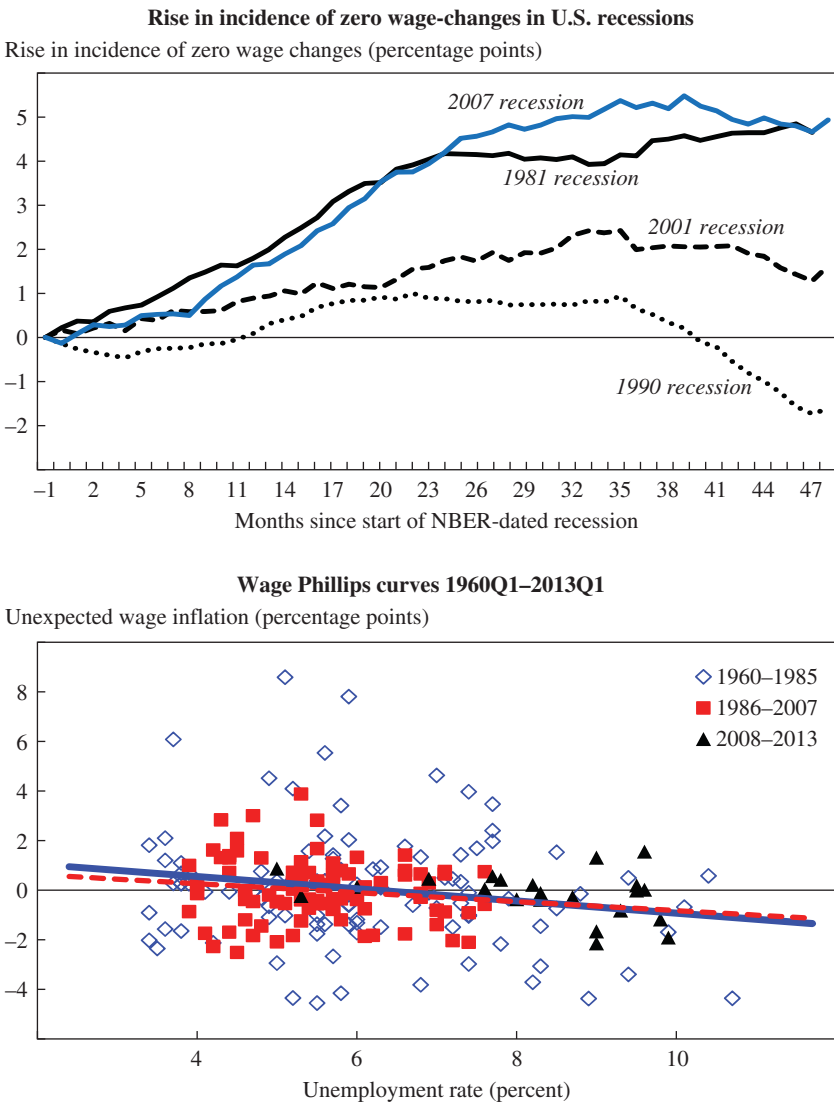 Rise in incidence of zero wage-changes in U.S. recessions
Rise in incidence of zero wage changes (percentage points)
5
4
3
2
1
0
–1
–2
2007 recession
1981 recession
2001 recession
1990 recession
–1 2 5 8 11 14 17 20 23 26 29 32 35 38 41 44 47
Months since start of NBER-dated recession
Wage Phillips curves 1960Q1–2013Q1
Unexpected wage inflation (percentage points)
8
6
4
2
0
–2
–4
1960–1985
1986–2007
2008–2013
4 6 8 10
Unemployment rate (percent)